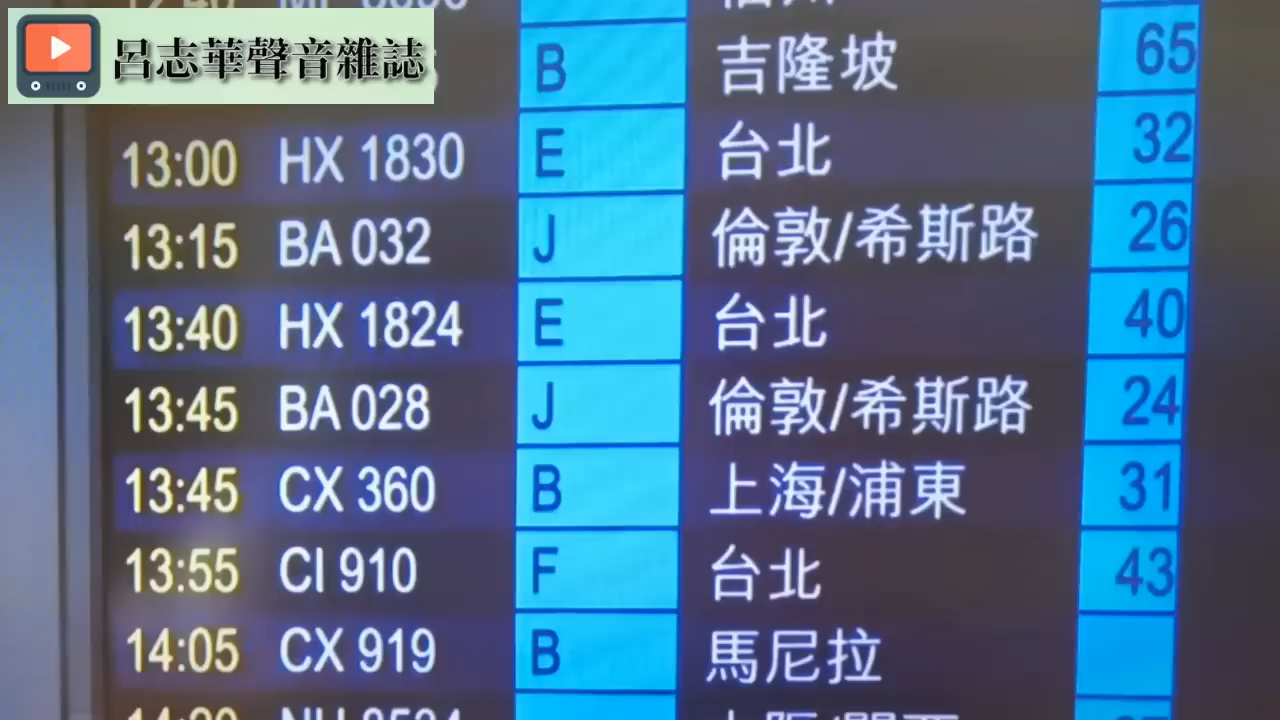 呂志華聲音雜誌
B 吉隆坡 65
13:00 HX 1830 E 台北 32
13:15 BA 032 J 倫敦/希斯路 26
13:40 HX 1824 E 台北 40
13:45 BA 028 J 倫敦/希斯路 24
13:45 CX 360 B 上海/浦東 31
13:55 CI 910 F 台北 43
14:05 CX 919 B 馬尼拉